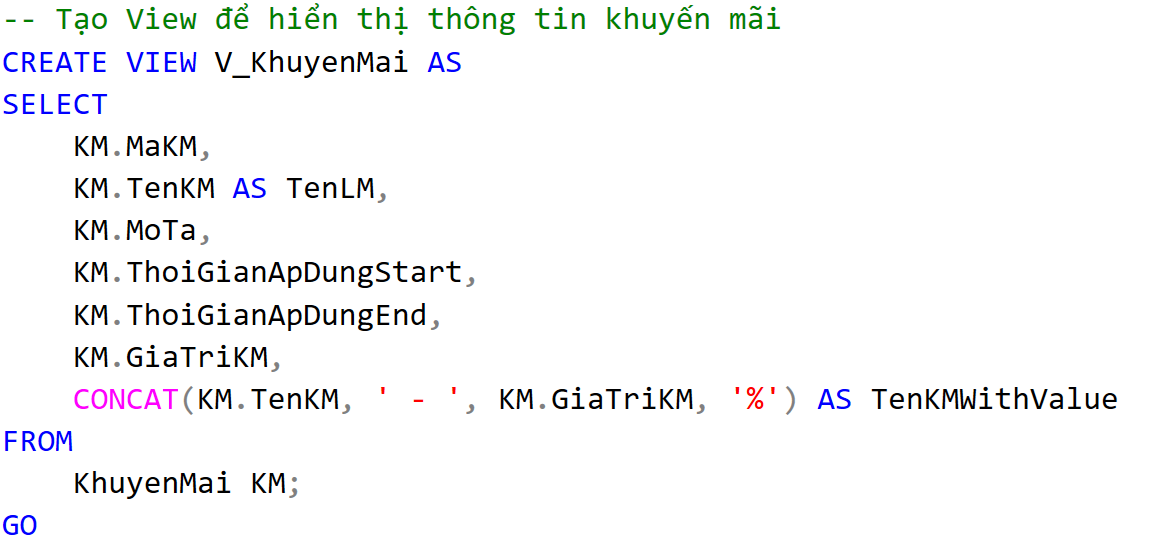 -- Tạo View để hiển thị thông tin khuyến mãi
CREATE VIEW V_KhuyenMai AS
SELECT
    KM.MaKM,
    KM.TenKM AS TenLM,
    KM.MoTa,
    KM.ThoiGianApDungStart,
    KM.ThoiGianApDungEnd,
    KM.GiaTriKM,
    CONCAT(KM.TenKM, ' - ', KM.GiaTriKM, '%') AS TenKMWithValue
FROM
    KhuyenMai KM;
GO